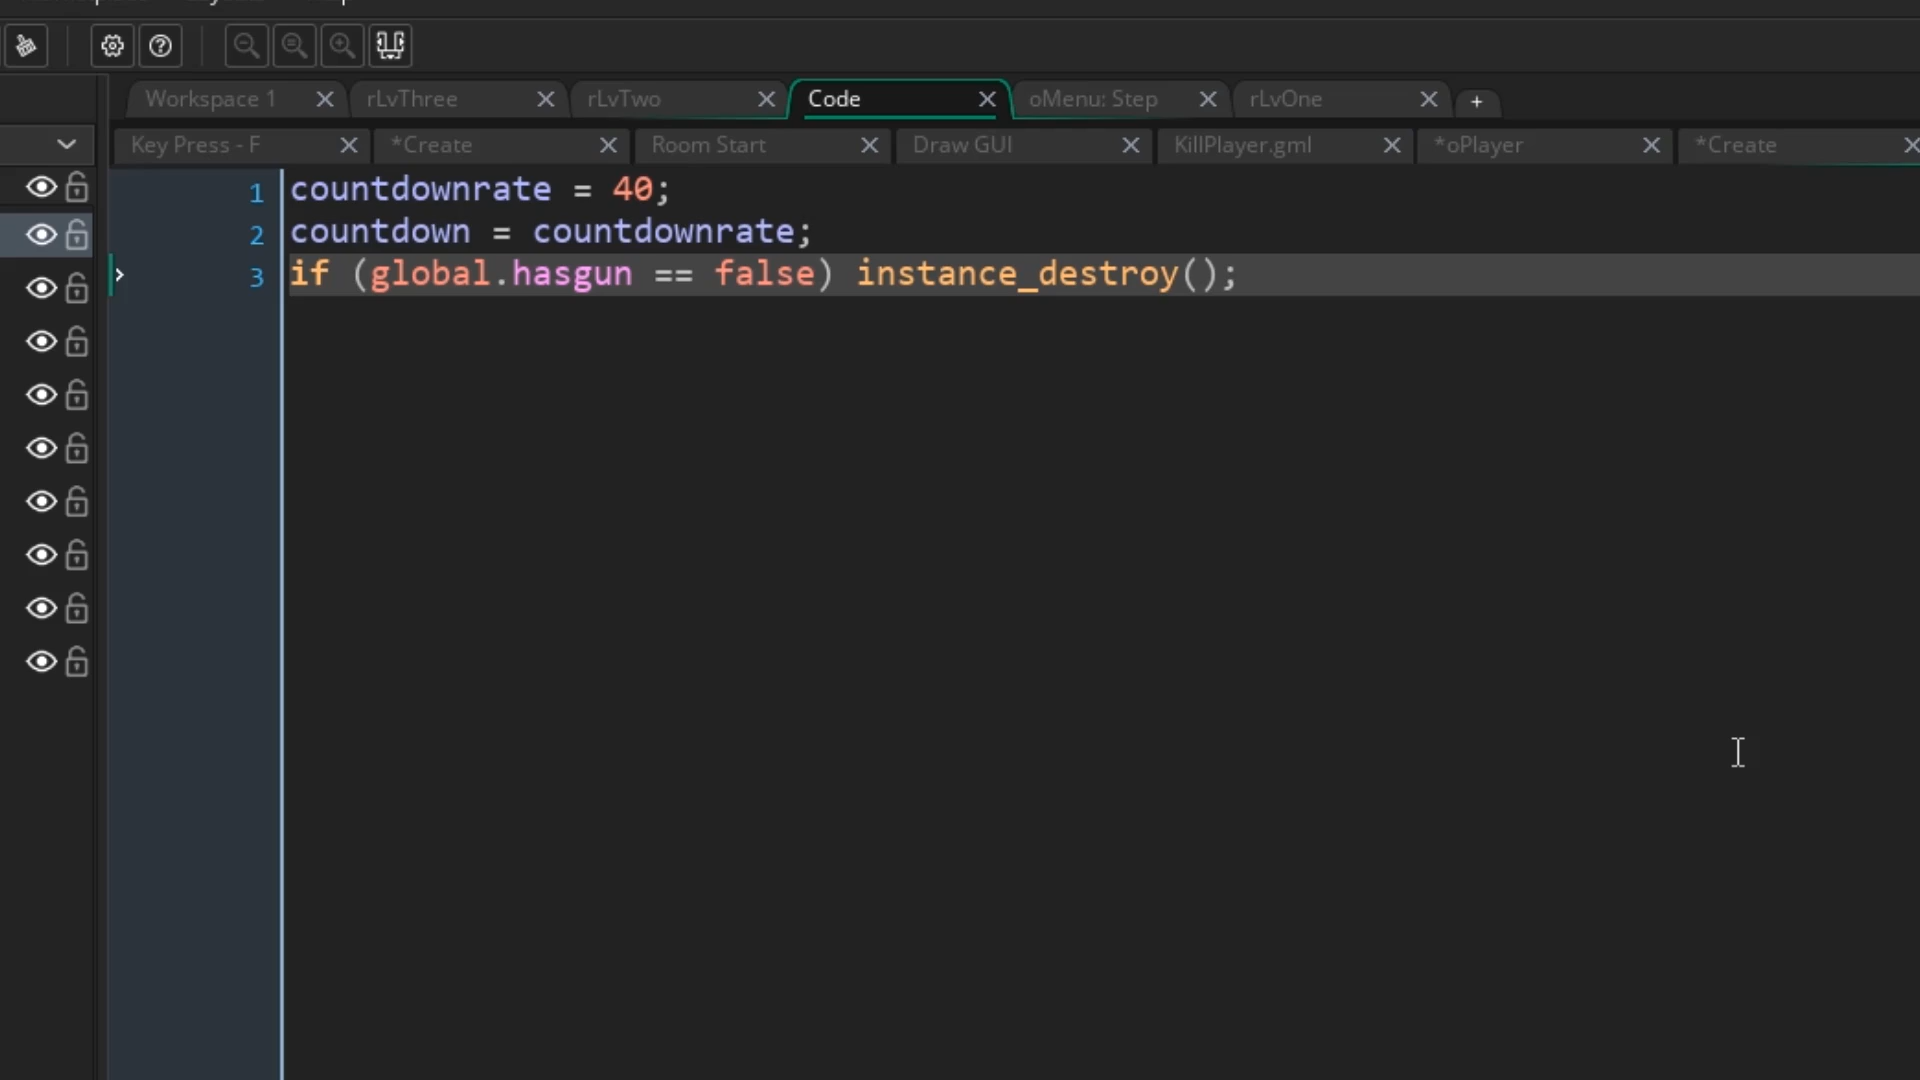 Workspace 1 rLvThree rLvTwo Code oMenu: Step rLvOne +
Key Press - F *Create Room Start Draw GUI KillPlayer.gml *oPlayer *Create
1 countdownrate = 40;
2 countdown = countdownrate;
3 if (global.hasgun == false) instance_destroy();